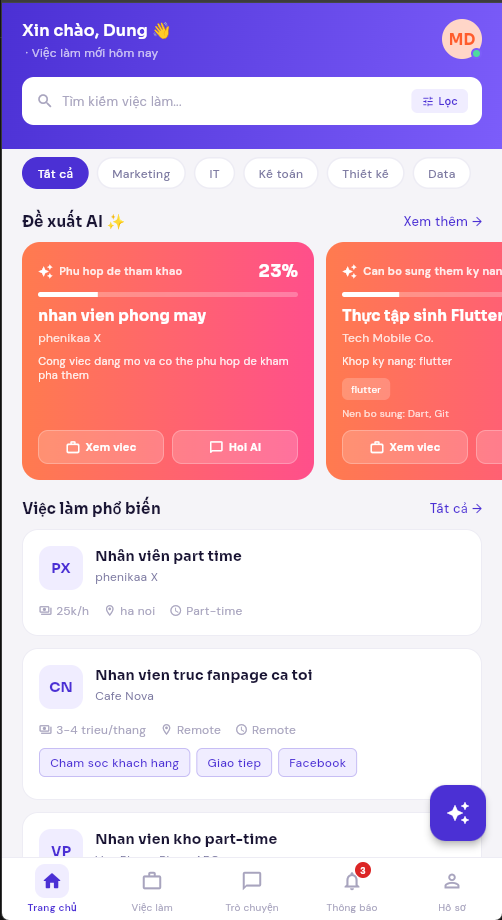 Xin chào, Dung 👋
· Việc làm mới hôm nay
MD
Tìm kiếm việc làm...
Lọc
Tất cả
Marketing
IT
Kế toán
Thiết kế
Data
Đề xuất AI ✨
Xem thêm →
Phu hop de tham khao
23%
nhan vien phong may
phenikaa X
Cong viec dang mo va co the phu hop de kham
pha them
Xem viec
Hoi AI
Can bo sung them ky nan
Thực tập sinh Flutter
Tech Mobile Co.
Khop ky nang: flutter
flutter
Nen bo sung: Dart, Git
Xem viec
Việc làm phổ biến
Tất cả →
PX
Nhân viên part time
phenikaa X
25k/h
ha noi
Part-time
CN
Nhan vien truc fanpage ca toi
Cafe Nova
3-4 trieu/thang
Remote
Remote
Cham soc khach hang
Giao tiep
Facebook
VP
Nhan vien kho part-time
Trang chủ
Việc làm
Trò chuyện
3
Thông báo
Hồ sơ